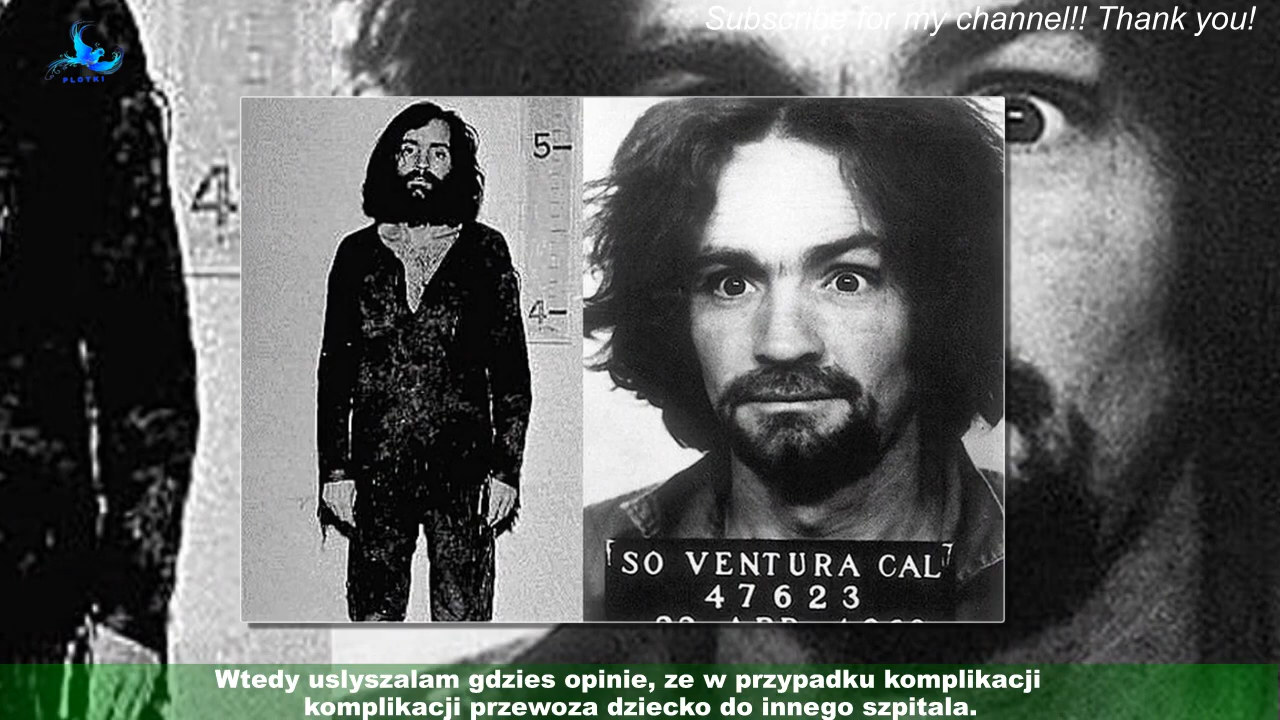 Subscribe for my channel!! Thank you!
PLOTKI
4
5-
4-
SO VENTURA CAL
47623
Wtedy uslyszalam gdzies opinie, ze w przypadku komplikacji
komplikacji przewoza dziecko do innego szpitala.